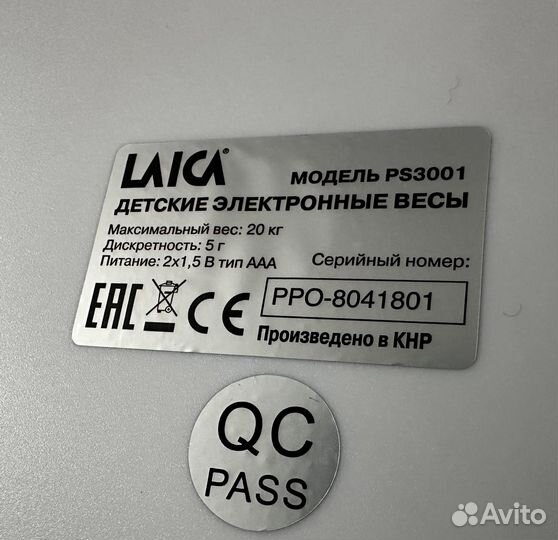 LAICA®
МОДЕЛЬ PS3001
ДЕТСКИЕ ЭЛЕКТРОННЫЕ ВЕСЫ
Максимальный вес: 20 кг
Дискретность: 5 г
Питание: 2x1,5 В тип ААА
Серийный номер:
PPO-8041801
EAC CE
Произведено в КНР
QC
PASS
Avito